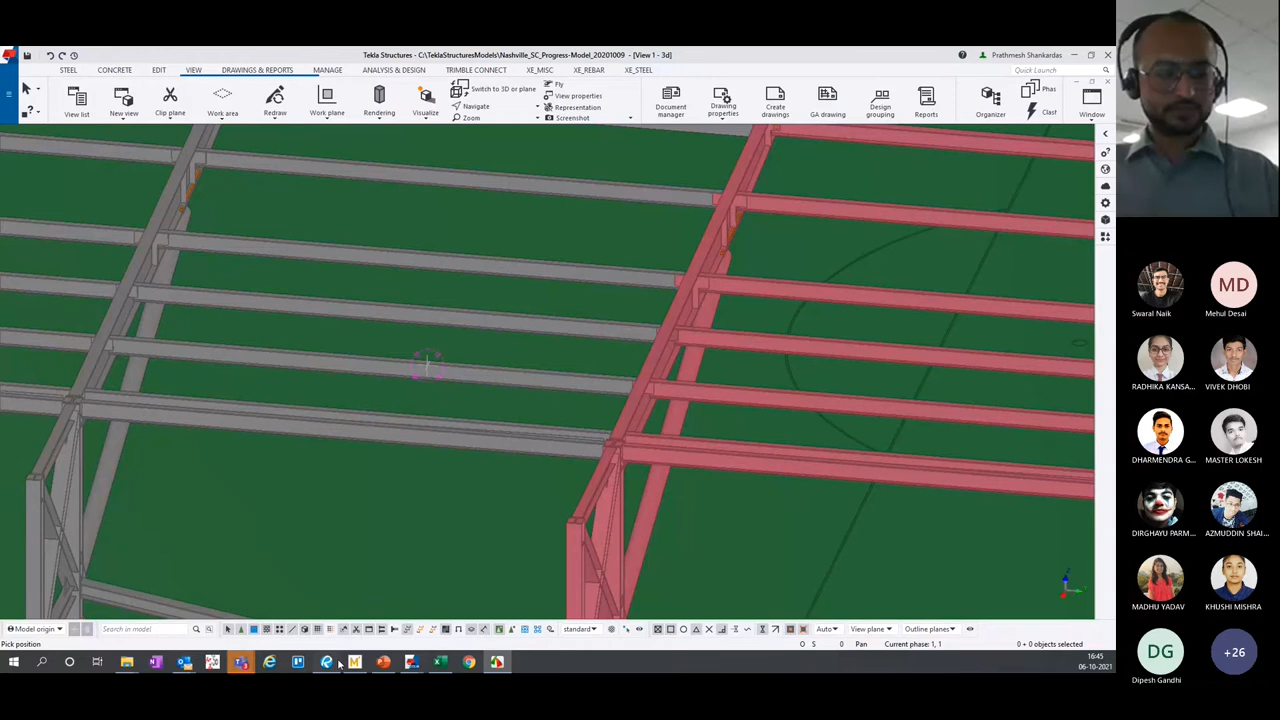 Tekla Structures - C:\TeklaStructuresModels\Nashville_SC_Progress-Model_20201009 - [View 1 - 3d]
Prathmesh Shankardas
STEEL CONCRETE EDIT VIEW DRAWINGS & REPORTS MANAGE ANALYSIS & DESIGN TRIMBLE CONNECT XE_MISC XE_REBAR XE_STEEL
Quick Launch
View list
New view
Clip plane
Work area
Redraw
Work plane
Rendering
Visualize
Switch to 3D or plane
Navigate
Zoom
Fly
View properties
Representation
Screenshot
Document manager
Drawing properties
Create drawings
GA drawing
Design grouping
Reports
Organizer
Phas
Clast
Window
Swaral Naik
MD
Mehul Desai
RADHIKA KANSA...
VIVEK DHOBI
DHARMENDRA G...
MASTER LOKESH
DIRGHAYU PARM...
AZMUDDIN SHAI...
MADHU YADAV
KHUSHI MISHRA
DG
Dipesh Gandhi
+26
Model origin
Search in model
standard
Auto
View plane
Outline planes
Pick position
O S 0 Pan Current phase: 1, 1
0 + 0 objects selected
16:45
06-10-2021